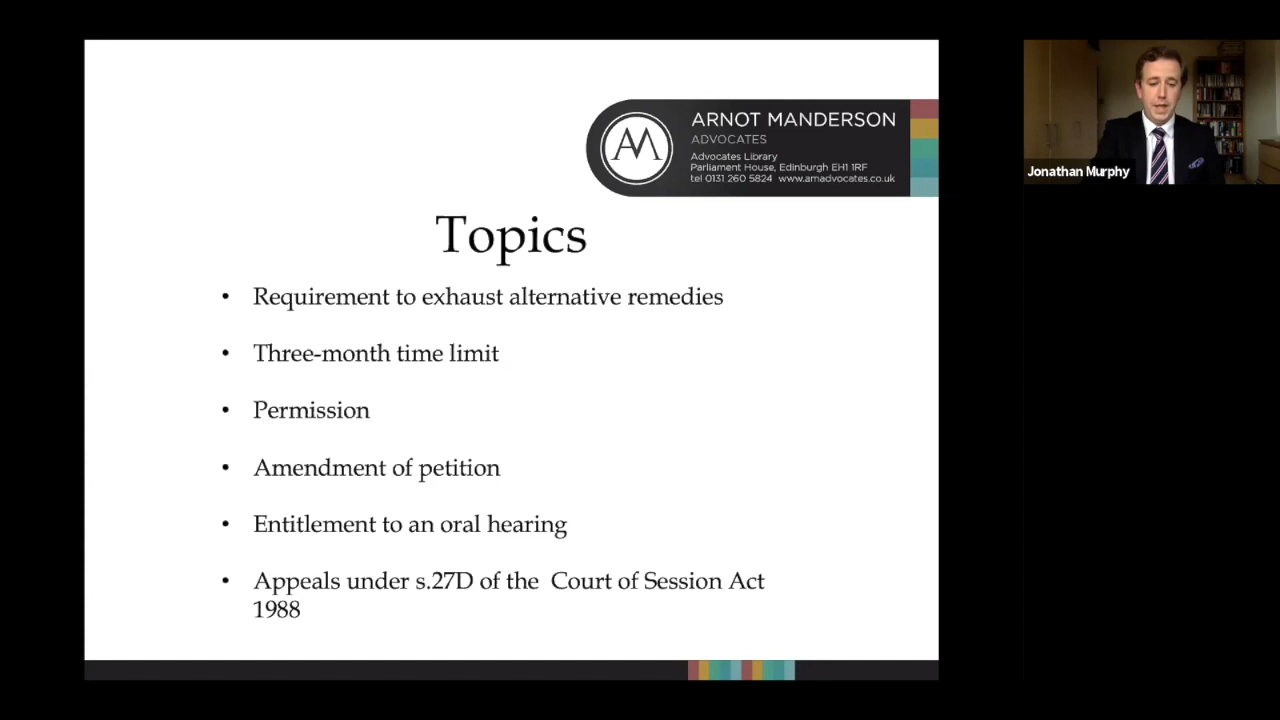 AM
ARNOT MANDERSON
ADVOCATES
Advocates Library
Parliament House, Edinburgh EH1 1RF
tel 0131 260 5824 www.amadvocates.co.uk
Jonathan Murphy
Topics
• Requirement to exhaust alternative remedies
• Three-month time limit
• Permission
• Amendment of petition
• Entitlement to an oral hearing
• Appeals under s.27D of the Court of Session Act
1988